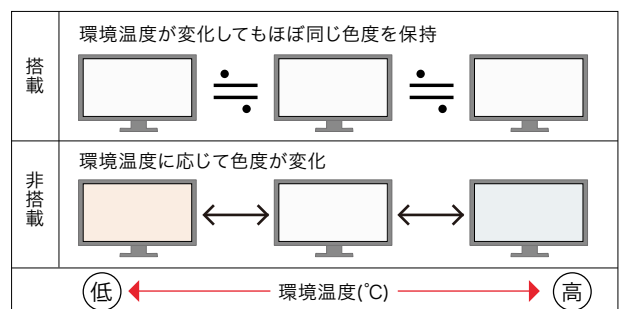 搭載
環境温度が変化してもほぼ同じ色度を保持
≒ ≒
非搭載
環境温度に応じて色度が変化
低 環境温度(℃) 高